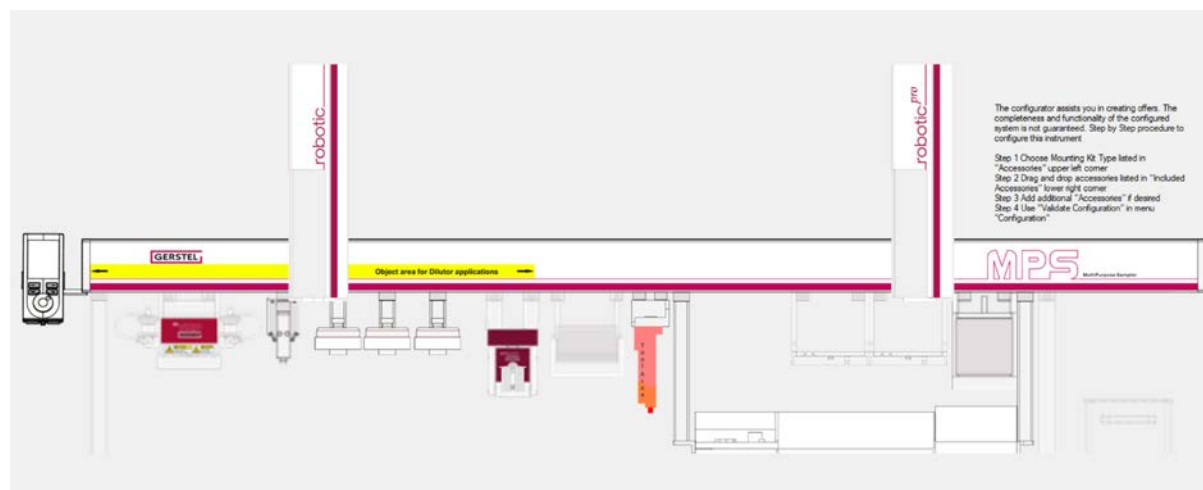 robotic
robotic pro
The configurator assists you in creating offers. The
completeness and functionality of the configured
system is not guaranteed. Step by Step procedure to
configure this instrument
Step 1 Choose Mounting Kit Type listed in
"Accessories" upper left corner
Step 2 Drag and drop accessories listed in "Included
Accessories" lower right corner
Step 3 Add additional "Accessories" if desired
Step 4 Use "Validate Configuration" in menu
"Configuration"
GERSTEL
Object area for Dilutor applications
MPS
MultiPurpose Sampler